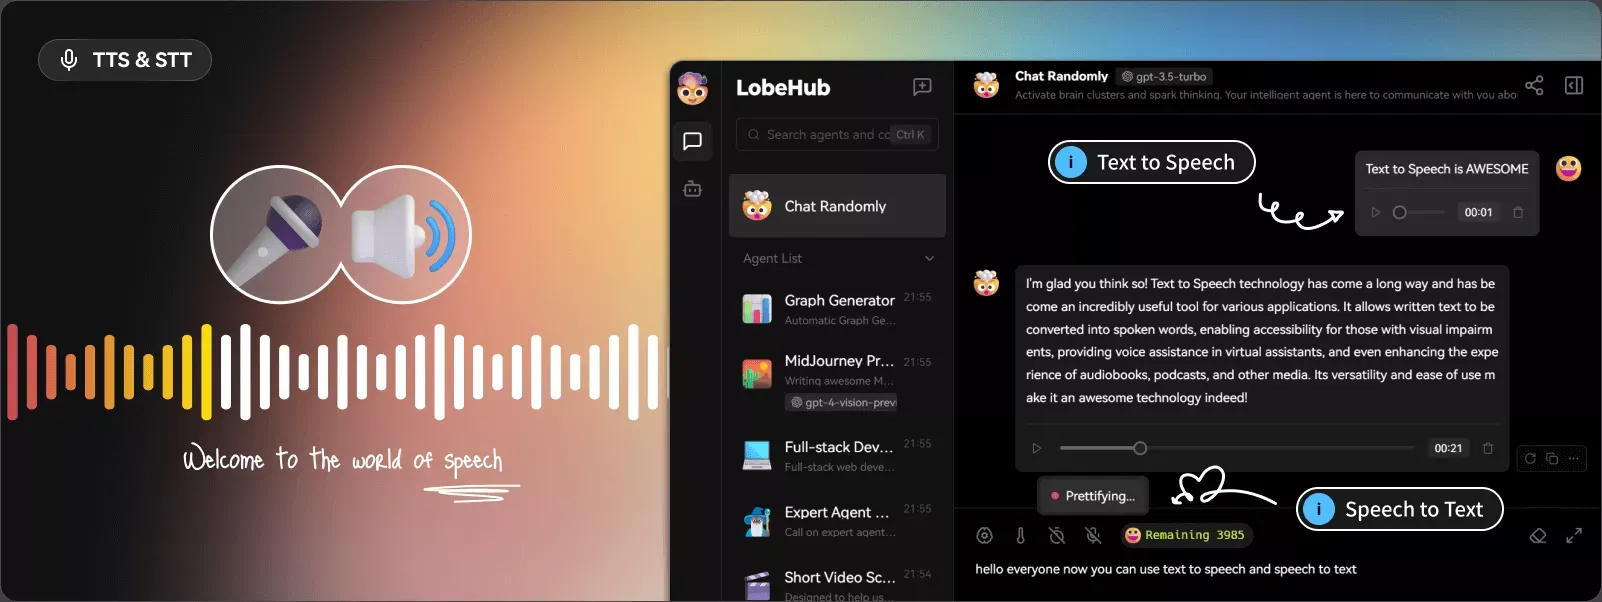 TTS & STT
Welcome to the world of speech
LobeHub
Search agents and co
Ctrl K
Chat Randomly
Agent List
Graph Generator
21:55
Automatic Graph Ge...
MidJourney Pr...
21:55
Writing awesome M...
gpt-4-vision-previ
Full-stack Dev...
21:55
Full-stack web deve...
Expert Agent ...
21:55
Call on expert agent...
Short Video Sc...
21:54
Designed to help us...
Chat Randomly
gpt-3.5-turbo
Activate brain clusters and spark thinking. Your intelligent agent is here to communicate with you abo
i Text to Speech
Text to Speech is AWESOME
00:01
I'm glad you think so! Text to Speech technology has come a long way and has be
come an incredibly useful tool for various applications. It allows written text to be
converted into spoken words, enabling accessibility for those with visual impairm
ents, providing voice assistance in virtual assistants, and even enhancing the expe
rience of audiobooks, podcasts, and other media. Its versatility and ease of use m
ake it an awesome technology indeed!
00:21
Prettifying...
i Speech to Text
Remaining 3985
hello everyone now you can use text to speech and speech to text